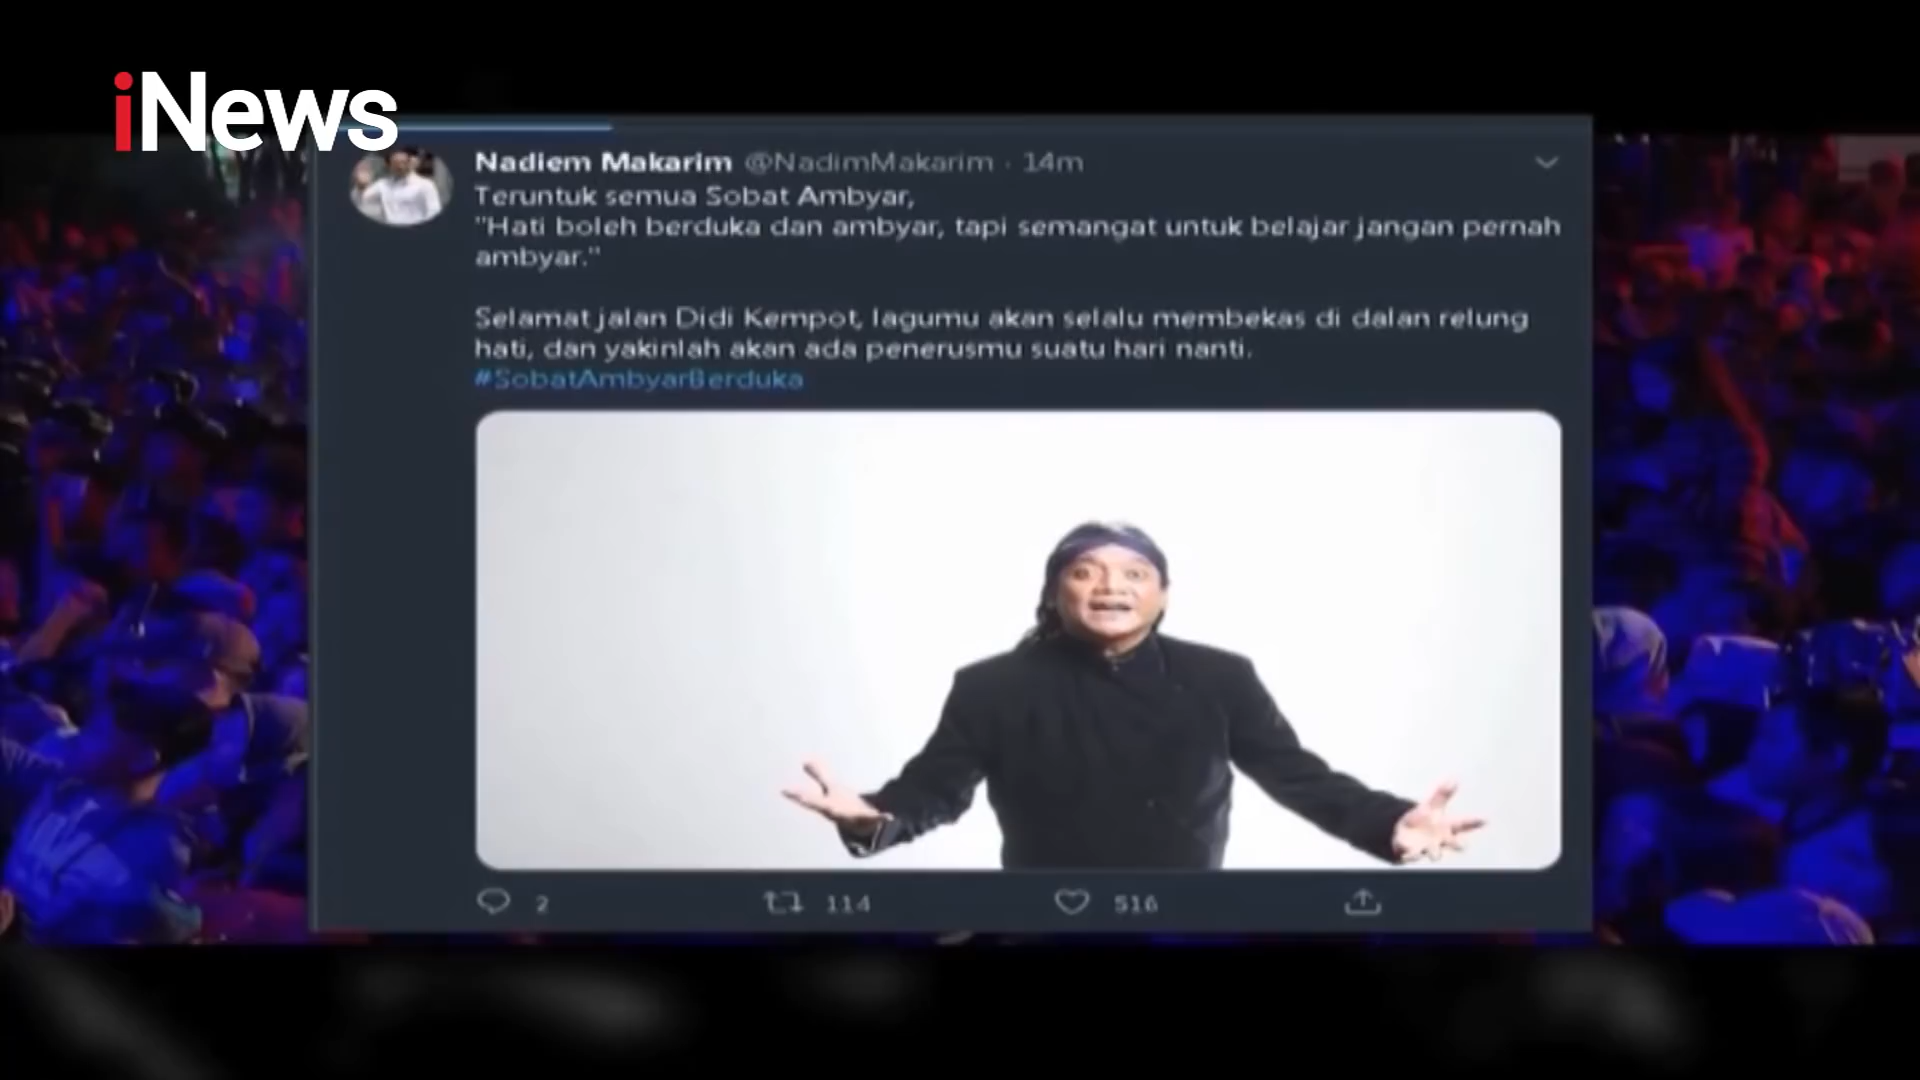 iNews
Nadiem Makarim @NadimMakarim · 14m
Teruntuk semua Sobat Ambyar,
"Hati boleh berduka dan ambyar, tapi semangat untuk belajar jangan pernah
ambyar."
Selamat jalan Didi Kempot, lagumu akan selalu membekas di dalan relung
hati, dan yakinlah akan ada penerusmu suatu hari nanti.
#SobatAmbyarBerduka
2 114 516